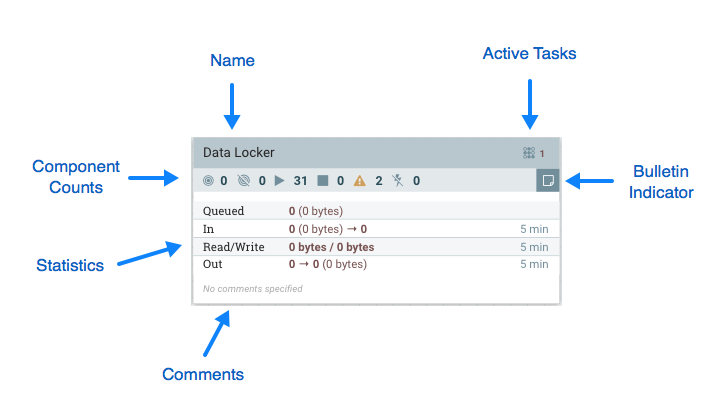 Name
Active Tasks
Component
Counts
Data Locker 1
0 0 31 0 2 0
Bulletin
Indicator
Queued 0 (0 bytes)
In 0 (0 bytes) → 0 5 min
Read/Write 0 bytes / 0 bytes 5 min
Out 0 → 0 (0 bytes) 5 min
Statistics
No comments specified
Comments